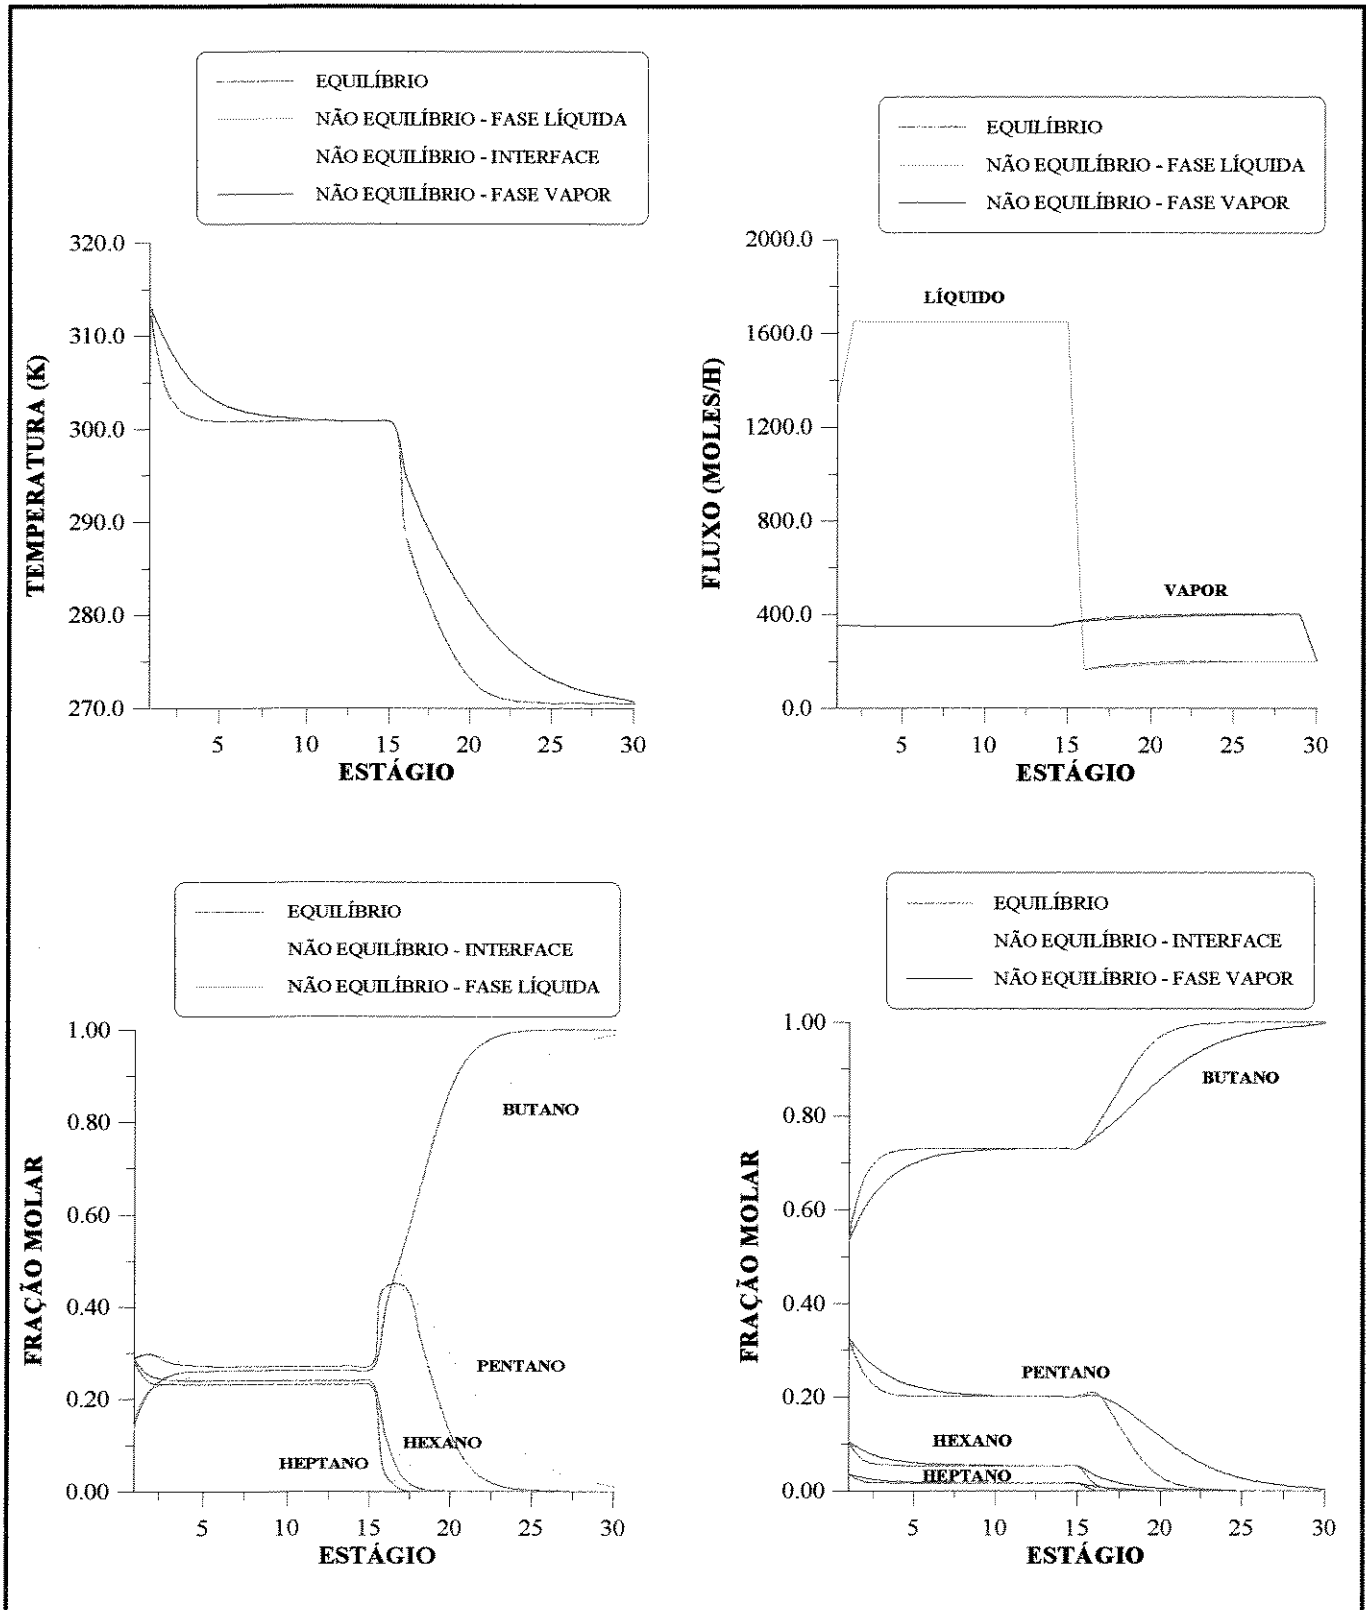 EQUILÍBRIO
NÃO EQUILÍBRIO - FASE LÍQUIDA
NÃO EQUILÍBRIO - INTERFACE
NÃO EQUILÍBRIO - FASE VAPOR
TEMPERATURA (K)
320.0
310.0
300.0
290.0
280.0
270.0
5 10 15 20 25 30
ESTÁGIO
EQUILÍBRIO
NÃO EQUILÍBRIO - FASE LÍQUIDA
NÃO EQUILÍBRIO - FASE VAPOR
FLUXO (MOLES/H)
2000.0
1600.0
1200.0
800.0
400.0
0.0
LÍQUIDO
VAPOR
5 10 15 20 25 30
ESTÁGIO
EQUILÍBRIO
NÃO EQUILÍBRIO - INTERFACE
NÃO EQUILÍBRIO - FASE LÍQUIDA
FRAÇÃO MOLAR
1.00
0.80
0.60
0.40
0.20
0.00
BUTANO
PENTANO
HEXANO
HEPTANO
5 10 15 20 25 30
ESTÁGIO
EQUILÍBRIO
NÃO EQUILÍBRIO - INTERFACE
NÃO EQUILÍBRIO - FASE VAPOR
FRAÇÃO MOLAR
1.00
0.80
0.60
0.40
0.20
0.00
BUTANO
PENTANO
HEXANO
HEPTANO
5 10 15 20 25 30
ESTÁGIO